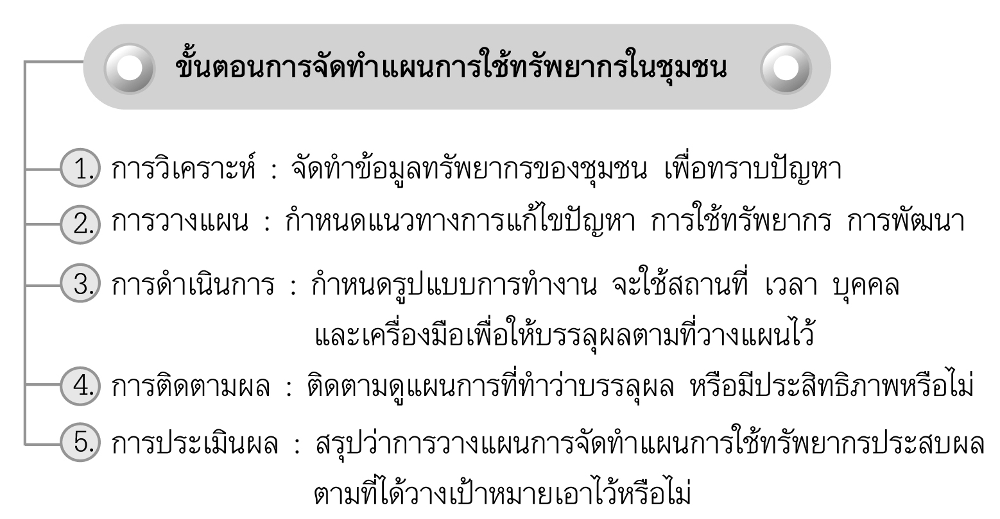 ขั้นตอนการจัดทำแผนการใช้ทรัพยากรในชุมชน
1. การวิเคราะห์ : จัดทำข้อมูลทรัพยากรของชุมชน เพื่อทราบปัญหา
2. การวางแผน : กำหนดแนวทางการแก้ไขปัญหา การใช้ทรัพยากร การพัฒนา
3. การดำเนินการ : กำหนดรูปแบบการทำงาน จะใช้สถานที่ เวลา บุคคล
และเครื่องมือเพื่อให้บรรลุผลตามที่วางแผนไว้
4. การติดตามผล : ติดตามดูแผนการที่ทำว่าบรรลุผล หรือมีประสิทธิภาพหรือไม่
5. การประเมินผล : สรุปว่าการวางแผนการจัดทำแผนการใช้ทรัพยากรประสบผล
ตามที่ได้วางเป้าหมายเอาไว้หรือไม่